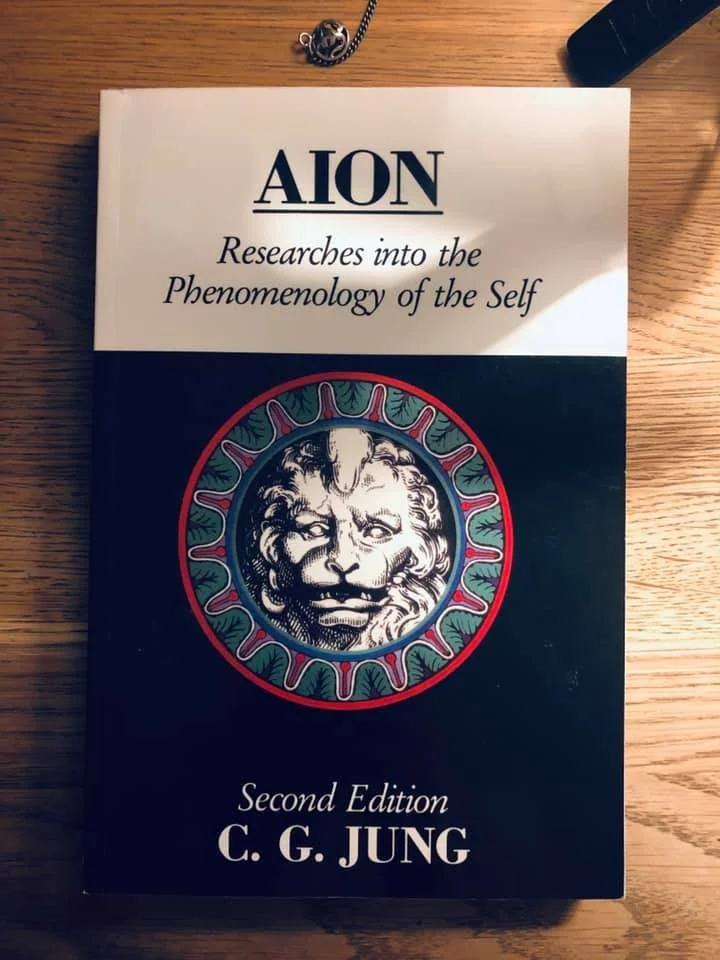 AION
Researches into the
Phenomenology of the Self
Second Edition
C. G. JUNG